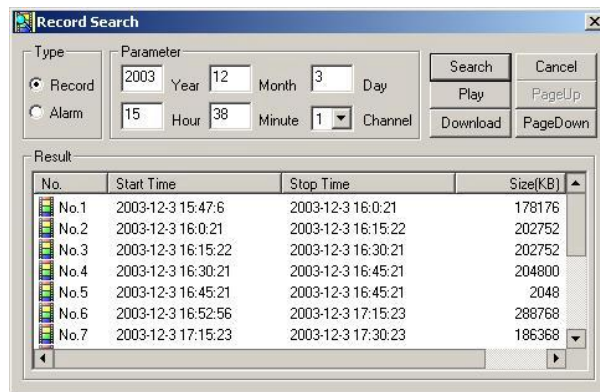 Record Search
Type
Record
Alarm
Parameter
2003 Year 12 Month 3 Day
15 Hour 38 Minute 1 Channel
Search Cancel
Play PageUp
Download PageDown
Result
No. Start Time Stop Time Size(KB)
No.1 2003-12-3 15:47:6 2003-12-3 16:0:21 178176
No.2 2003-12-3 16:0:21 2003-12-3 16:15:22 202752
No.3 2003-12-3 16:15:22 2003-12-3 16:30:21 202752
No.4 2003-12-3 16:30:21 2003-12-3 16:45:21 204800
No.5 2003-12-3 16:45:21 2003-12-3 16:45:21 2048
No.6 2003-12-3 16:52:56 2003-12-3 17:15:23 288768
No.7 2003-12-3 17:15:23 2003-12-3 17:30:23 186368